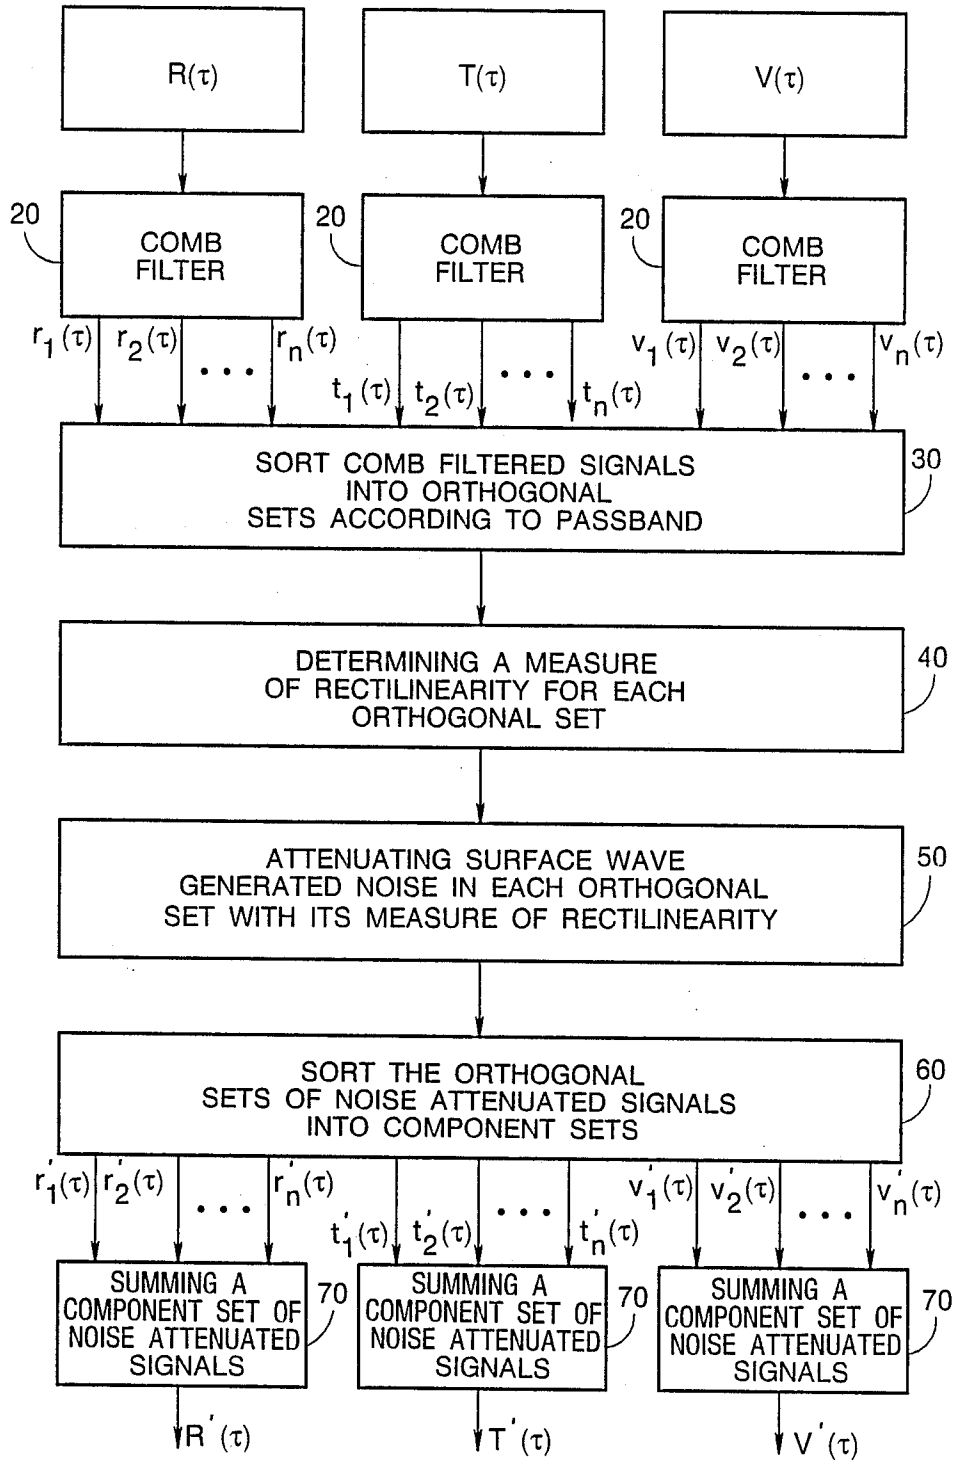 R(τ)
T(τ)
V(τ)
20
COMB
FILTER
20
COMB
FILTER
20
COMB
FILTER
r1(τ)
r2(τ)
• • •
rn(τ)
t1(τ)
t2(τ)
• • •
tn(τ)
v1(τ)
v2(τ)
• • •
vn(τ)
SORT COMB FILTERED SIGNALS
INTO ORTHOGONAL
SETS ACCORDING TO PASSBAND
30
DETERMINING A MEASURE
OF RECTILINEARITY FOR EACH
ORTHOGONAL SET
40
ATTENUATING SURFACE WAVE
GENERATED NOISE IN EACH ORTHOGONAL
SET WITH ITS MEASURE OF RECTILINEARITY
50
SORT THE ORTHOGONAL
SETS OF NOISE ATTENUATED SIGNALS
INTO COMPONENT SETS
60
r'1(τ)
r'2(τ)
• • •
r'n(τ)
t'1(τ)
t'2(τ)
• • •
t'n(τ)
v'1(τ)
v'2(τ)
• • •
v'n(τ)
SUMMING A
COMPONENT SET OF
NOISE ATTENUATED
SIGNALS
70
SUMMING A
COMPONENT SET OF
NOISE ATTENUATED
SIGNALS
70
SUMMING A
COMPONENT SET OF
NOISE ATTENUATED
SIGNALS
70
R'(τ)
T'(τ)
V'(τ)